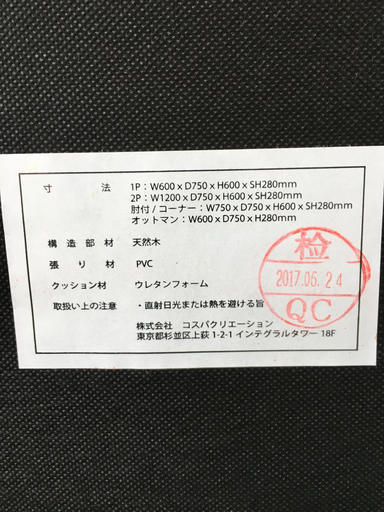 寸 法 1P：W600 x D750 x H600 x SH280mm
2P：W1200 x D750 x H600 x SH280mm
肘付 / コーナー：W750 x D750 x H600 x SH280mm
オットマン：W600 x D750 x H280mm
構造部材 天然木
張り材 PVC
クッション材 ウレタンフォーム
取扱い上の注意 ・直射日光または熱を避ける旨
株式会社 コスパクリエーション
東京都杉並区上荻 1-2-1 インテグラルタワー 18F
检
2017.06.24
QC